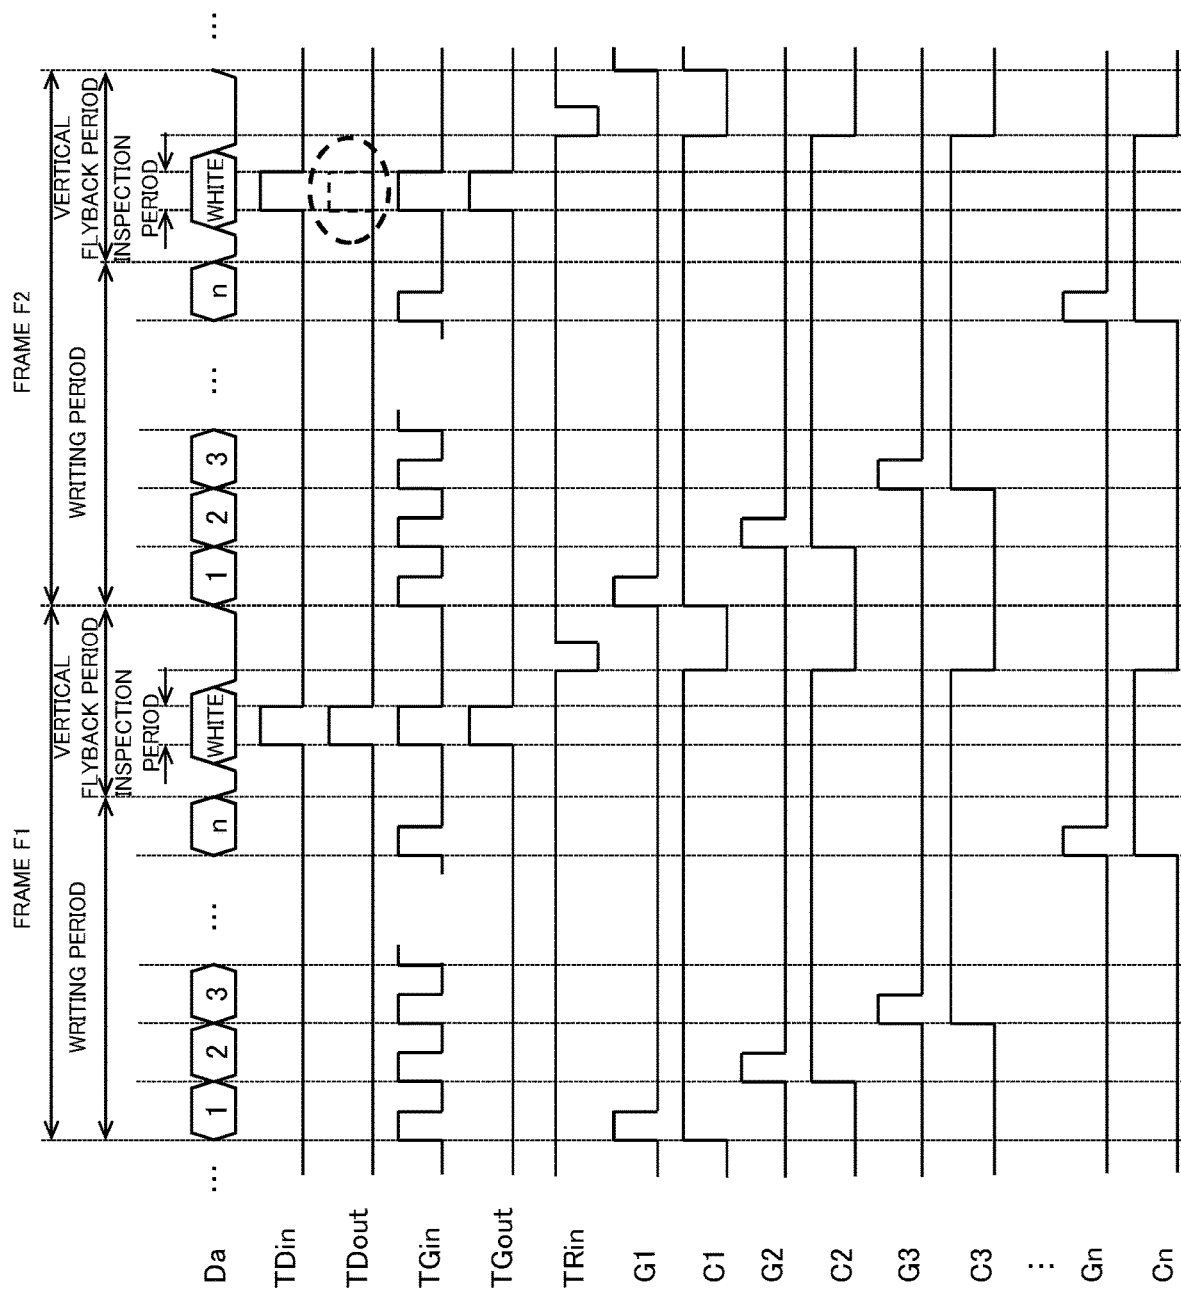 FRAME F1
FRAME F2
WRITING PERIOD
VERTICAL
FLYBACK PERIOD
WRITING PERIOD
VERTICAL
FLYBACK PERIOD
INSPECTION
PERIOD
INSPECTION
PERIOD
Da
...
1
2
3
...
n
WHITE
1
2
3
...
n
WHITE
...
TDin
TDout
TGin
TGout
TRin
G1
C1
G2
C2
G3
C3
...
Gn
Cn